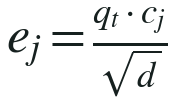 e_j = \frac{q_t \cdot c_j}{\sqrt{d}}